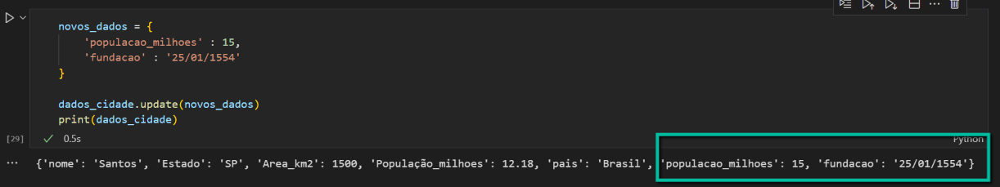 novos_dados = {
'populacao_milhoes' : 15,
'fundacao' : '25/01/1554'
}
dados_cidade.update(novos_dados)
print(dados_cidade)
[29]
0.5s
Python
... {'nome': 'Santos', 'Estado': 'SP', 'Area_km2': 1500, 'População_milhoes': 12.18, 'pais': 'Brasil', 'populacao_milhoes': 15, 'fundacao': '25/01/1554'}